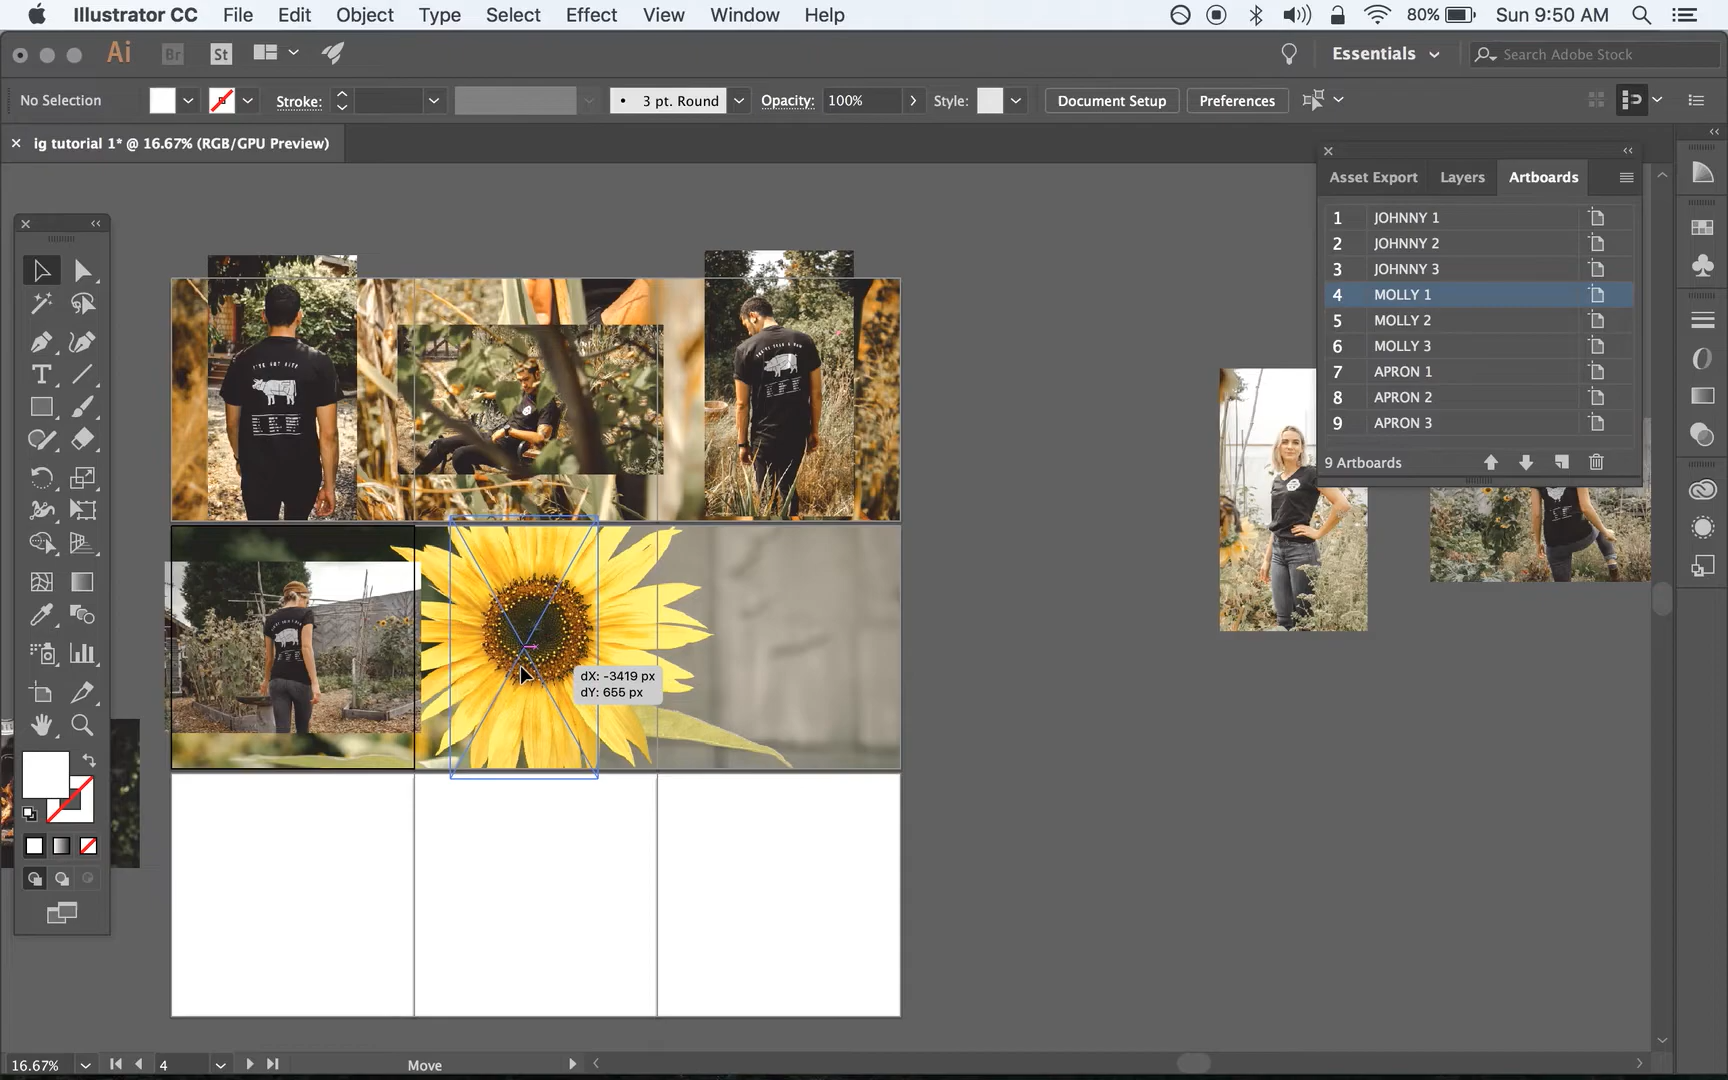 Illustrator CC File Edit Object Type Select Effect View Window Help 80% Sun 9:50 AM
Ai Br St Essentials Search Adobe Stock
No Selection Stroke: 3 pt. Round Opacity: 100% Style: Document Setup Preferences
ig tutorial 1* @ 16.67% (RGB/GPU Preview)
Asset Export Layers Artboards
1 JOHNNY 1
2 JOHNNY 2
3 JOHNNY 3
4 MOLLY 1
5 MOLLY 2
6 MOLLY 3
7 APRON 1
8 APRON 2
9 APRON 3
9 Artboards
dX: -3419 px
dY: 655 px
16.67% 4 Move